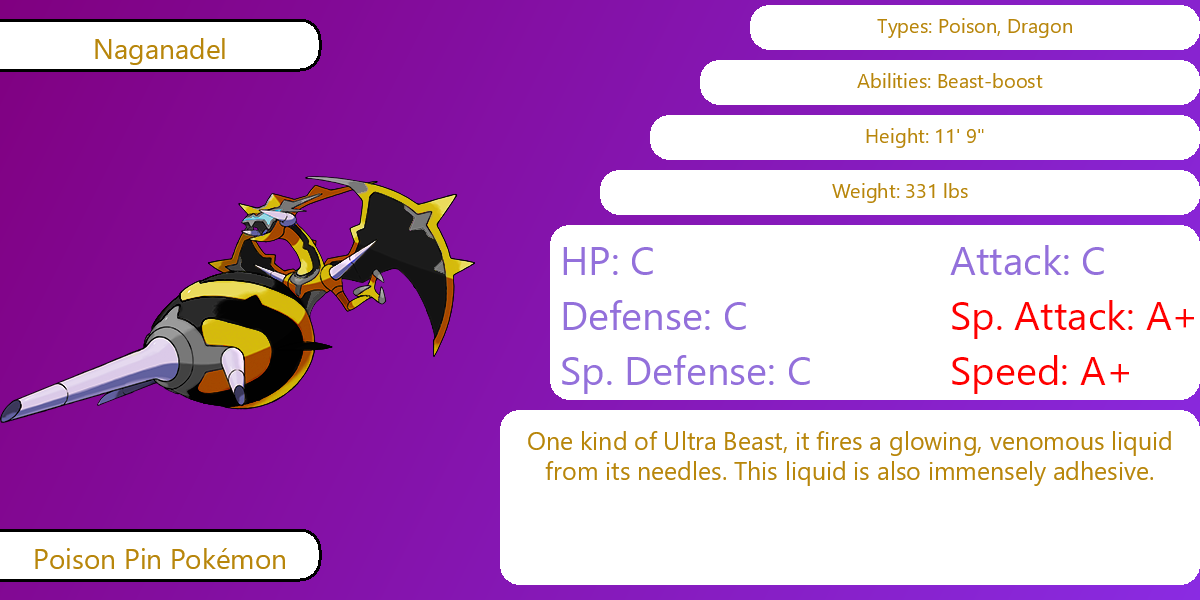 Naganadel
Types: Poison, Dragon
Abilities: Beast-boost
Height: 11' 9"
Weight: 331 lbs
HP: C
Attack: C
Defense: C
Sp. Attack: A+
Sp. Defense: C
Speed: A+
One kind of Ultra Beast, it fires a glowing, venomous liquid
from its needles. This liquid is also immensely adhesive.
Poison Pin Pokémon